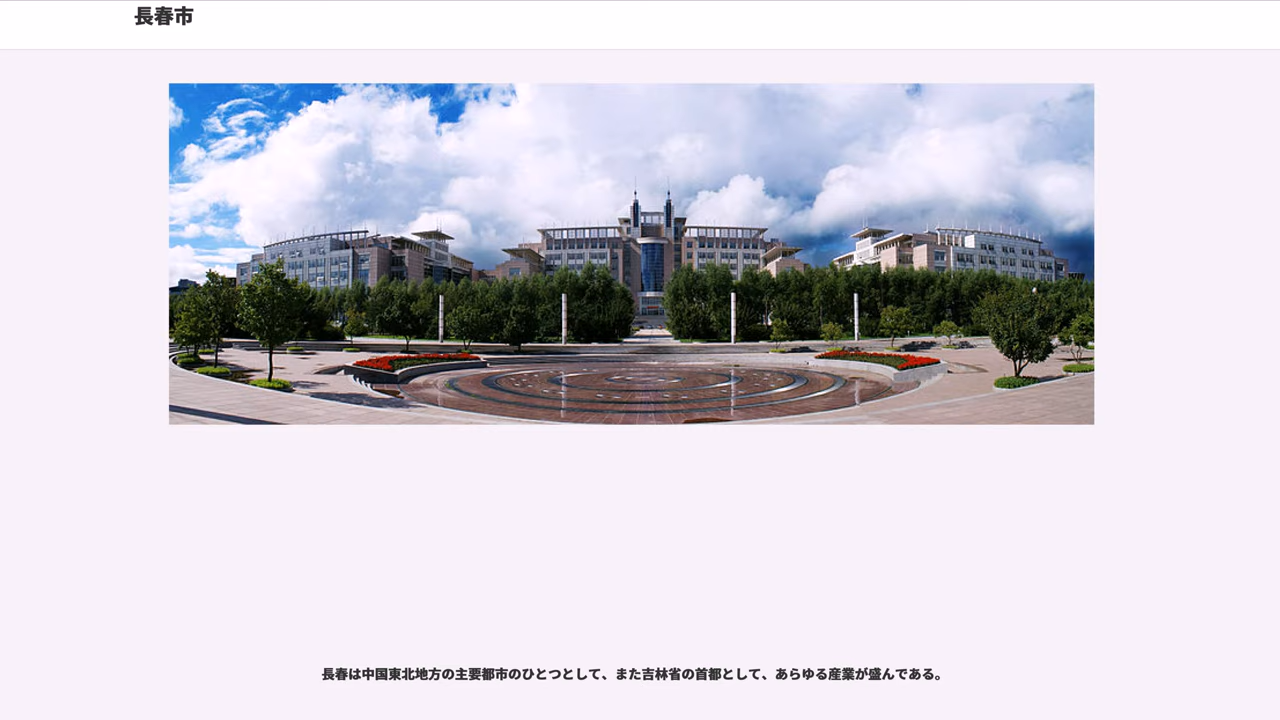 長春市
長春は中国東北地方の主要都市のひとつとして、また吉林省の首都として、あらゆる産業が盛んである。